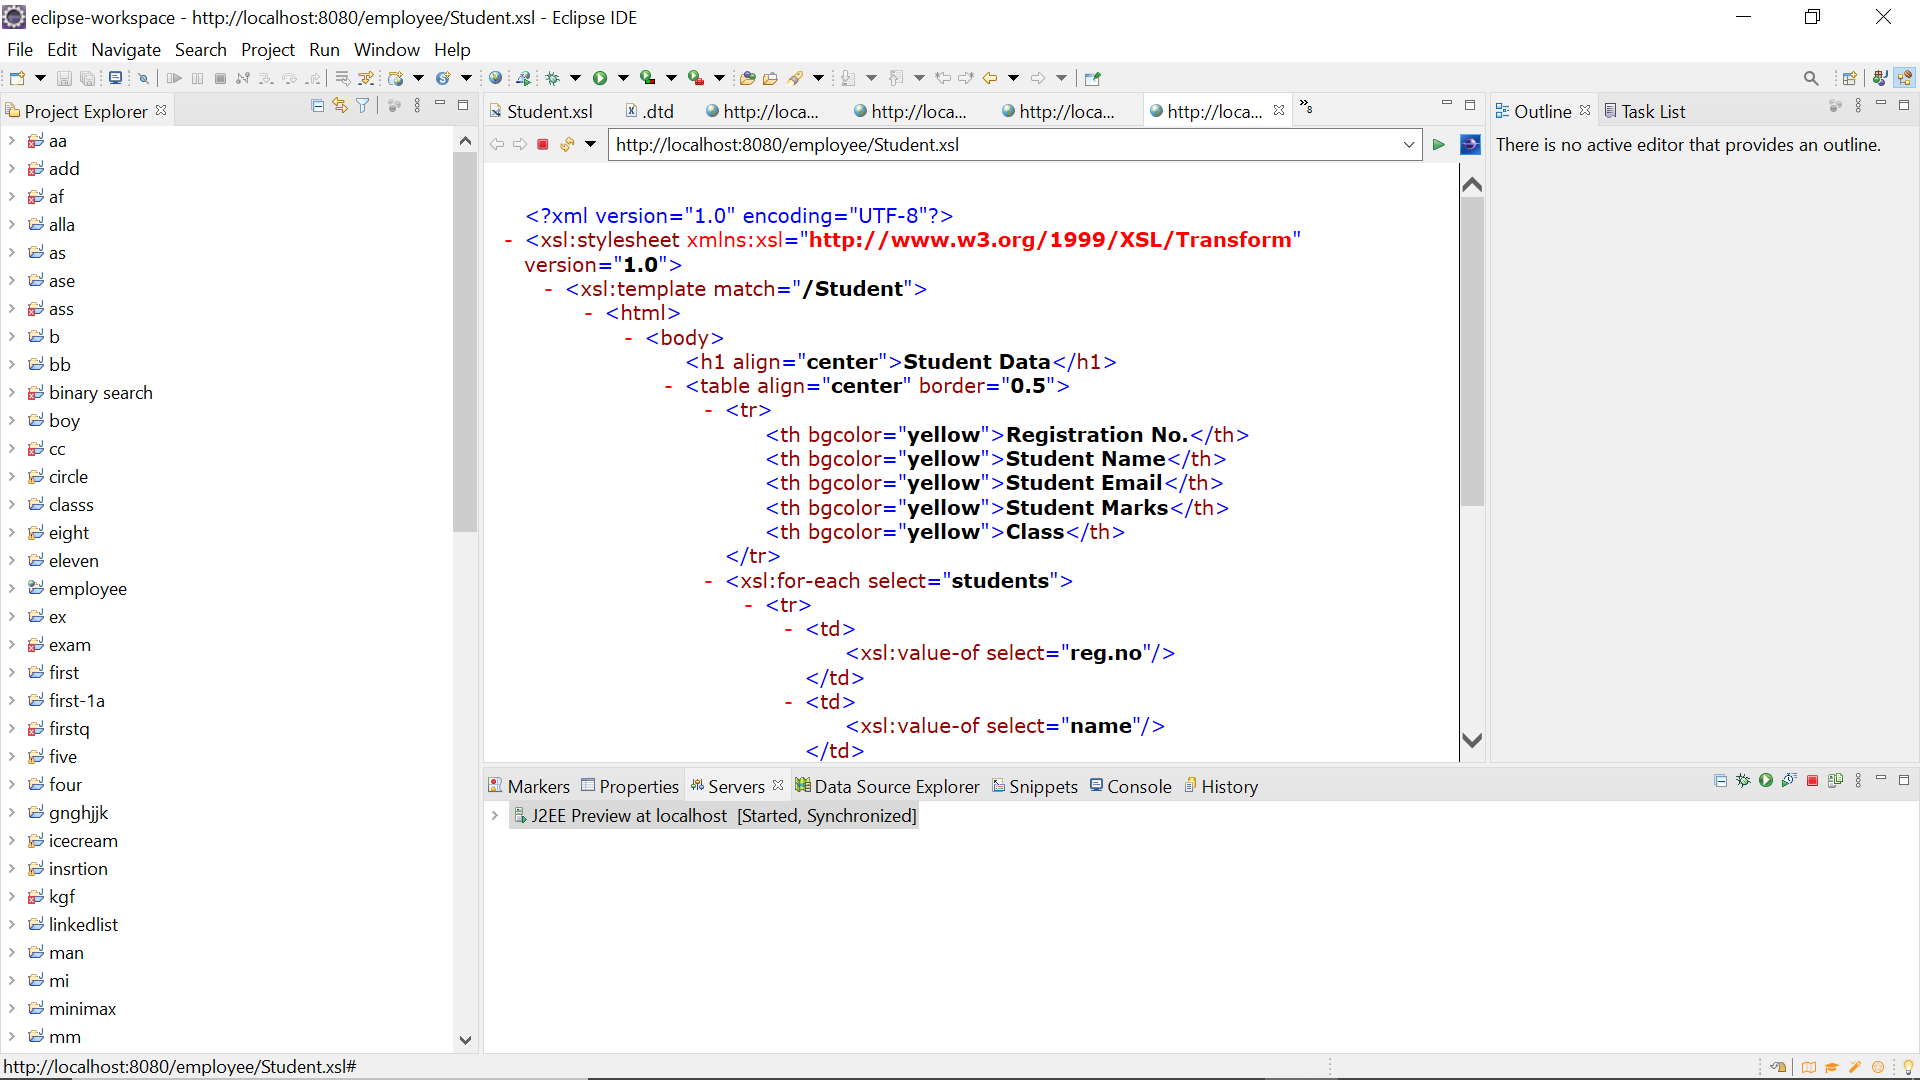 eclipse-workspace - http://localhost:8080/employee/Student.xsl - Eclipse IDE
File Edit Navigate Search Project Run Window Help
Project Explorer
aa
add
af
alla
as
ase
ass
b
bb
binary search
boy
cc
circle
classs
eight
eleven
employee
ex
exam
first
first-1a
firstq
five
four
gnghjjk
icecream
insrtion
kgf
linkedlist
man
mi
minimax
mm
Student.xsl .dtd http://loca... http://loca... http://loca... http://loca... »8
http://localhost:8080/employee/Student.xsl
<?xml version="1.0" encoding="UTF-8"?>
- <xsl:stylesheet xmlns:xsl="http://www.w3.org/1999/XSL/Transform"
version="1.0">
- <xsl:template match="/Student">
- <html>
- <body>
<h1 align="center">Student Data</h1>
- <table align="center" border="0.5">
- <tr>
<th bgcolor="yellow">Registration No.</th>
<th bgcolor="yellow">Student Name</th>
<th bgcolor="yellow">Student Email</th>
<th bgcolor="yellow">Student Marks</th>
<th bgcolor="yellow">Class</th>
</tr>
- <xsl:for-each select="students">
- <tr>
- <td>
<xsl:value-of select="reg.no"/>
</td>
- <td>
<xsl:value-of select="name"/>
</td>
Outline Task List
There is no active editor that provides an outline.
Markers Properties Servers Data Source Explorer Snippets Console History
J2EE Preview at localhost [Started, Synchronized]
http://localhost:8080/employee/Student.xsl#